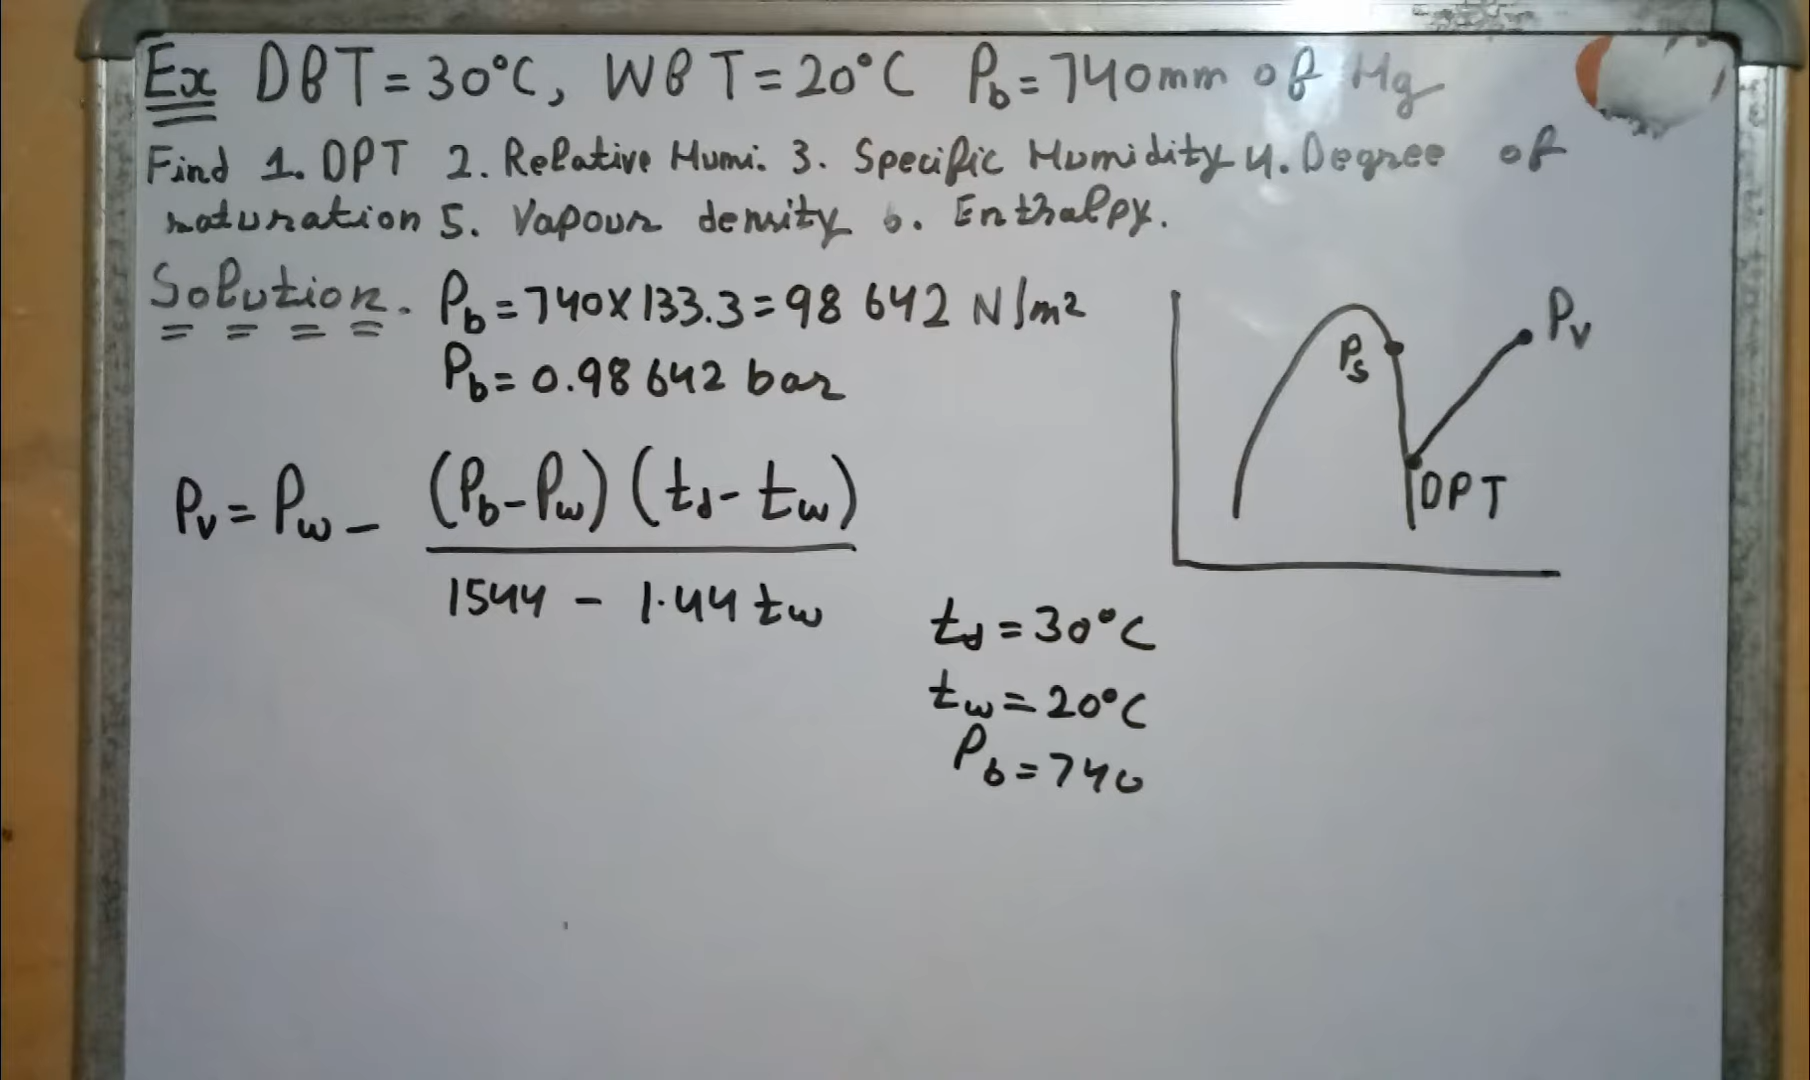 Ex DBT = 30°C, WBT = 20°C Pb = 740mm of Hg
Find 1. DPT 2. Relative Humi. 3. Specific Humidity 4. Degree of
saturation 5. Vapour density 6. Enthalpy.
Solution. Pb = 740 x 133.3 = 98 642 N/m2
Pb = 0.98 642 bar
Pv = Pw - (Pb - Pw) (td - tw)
1544 - 1.44 tw
Ps
Pv
DPT
td = 30°C
tw = 20°C
Pb = 740